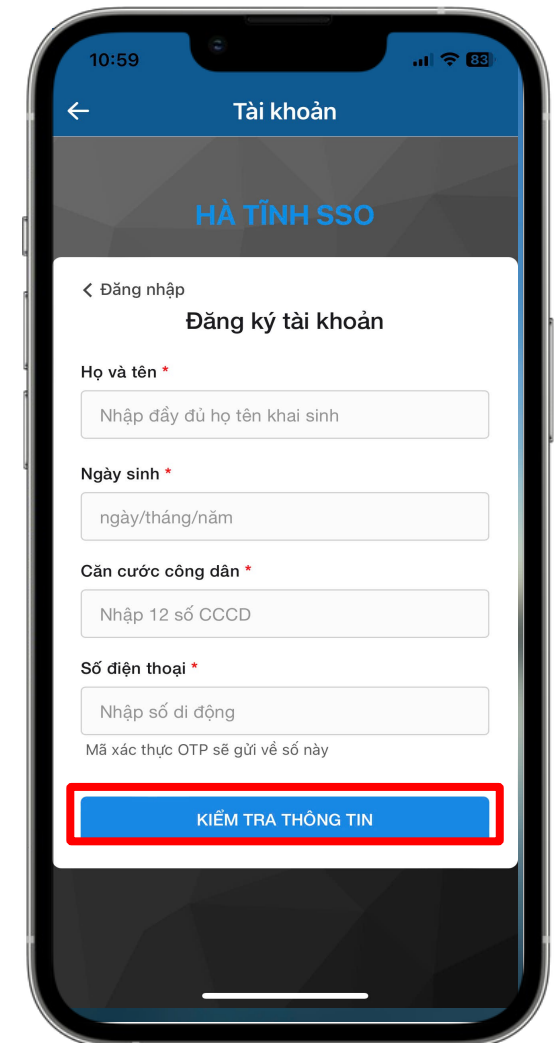 10:59
83
Tài khoản
HÀ TĨNH SSO
Đăng nhập
Đăng ký tài khoản
Họ và tên *
Nhập đầy đủ họ tên khai sinh
Ngày sinh *
ngày/tháng/năm
Căn cước công dân *
Nhập 12 số CCCD
Số điện thoại *
Nhập số di động
Mã xác thực OTP sẽ gửi về số này
KIỂM TRA THÔNG TIN